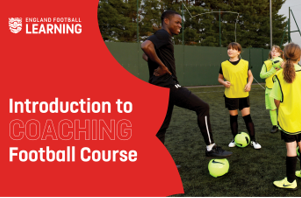 ENGLAND FOOTBALL
LEARNING
Introduction to
COACHING
Football Course